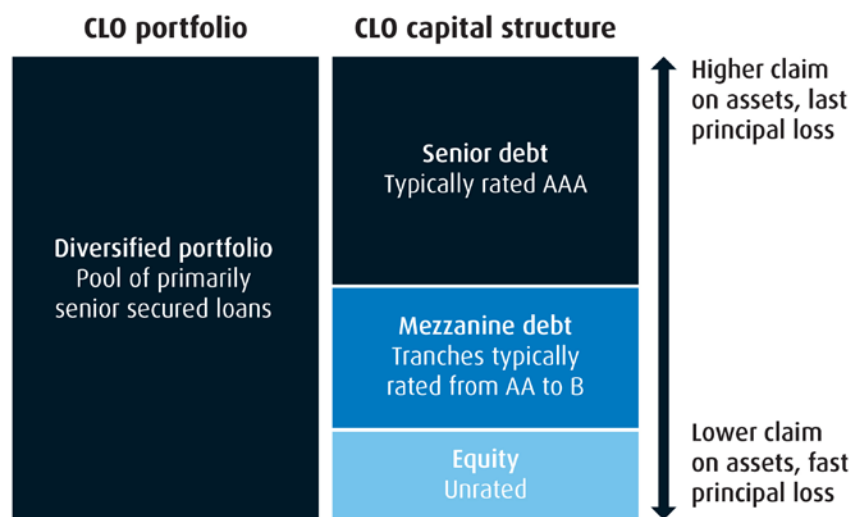 CLO portfolio
CLO capital structure
Diversified portfolio
Pool of primarily
senior secured loans
Senior debt
Typically rated AAA
Mezzanine debt
Tranches typically
rated from AA to B
Equity
Unrated
Higher claim
on assets, last
principal loss
Lower claim
on assets, fast
principal loss